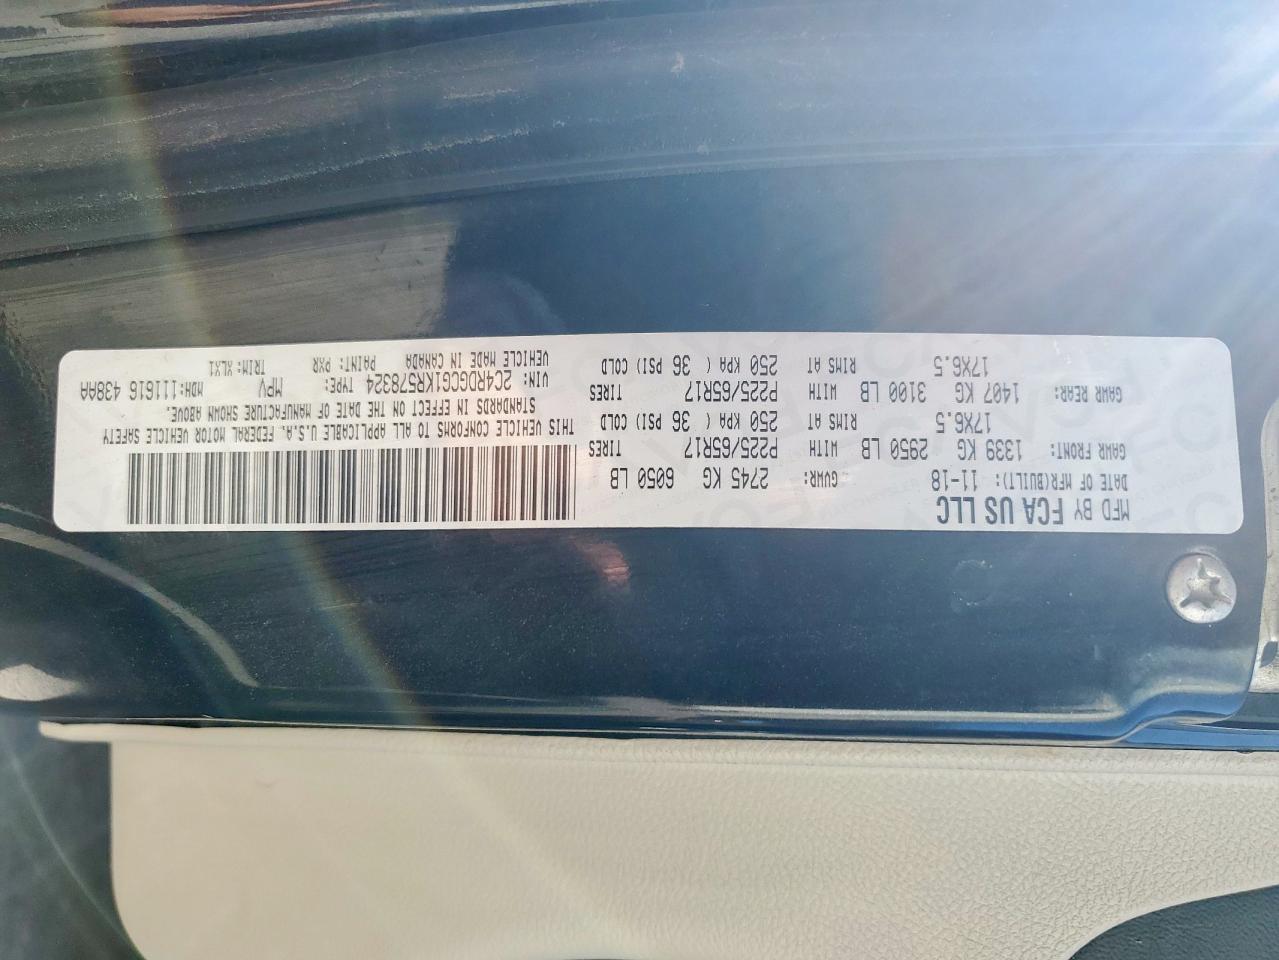 MFD BY FCA US LLC
DATE OF MFR(BUILT): 11-18 GVWR: 2745 KG 6050 LB
GAWR FRONT: 1339 KG 2950 LB WITH P225/65R17 TIRES
17X6.5 RIMS AT 250 KPA ( 36 PSI) COLD
GAWR REAR: 1407 KG 3100 LB WITH P225/65R17 TIRES
17X6.5 RIMS AT 250 KPA ( 36 PSI) COLD
THIS VEHICLE CONFORMS TO ALL APPLICABLE U.S.A. FEDERAL MOTOR VEHICLE SAFETY
STANDARDS IN EFFECT ON THE DATE OF MANUFACTURE SHOWN ABOVE.
VIN: 2C4RDGCG1KR578324 TYPE: MPV MDH: 111616 438AA
VEHICLE MADE IN CANADA PAINT: PXR TRIM: XLX1